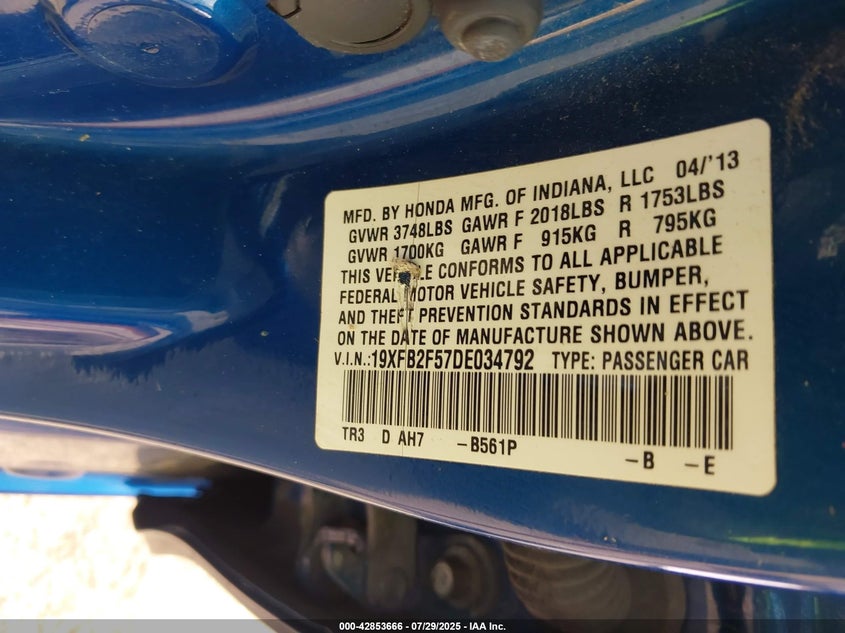 MFD. BY HONDA MFG. OF INDIANA, LLC 04/'13
GVWR 3748LBS GAWR F 2018LBS R 1753LBS
GVWR 1700KG GAWR F 915KG R 795KG
THIS VEHICLE CONFORMS TO ALL APPLICABLE
FEDERAL MOTOR VEHICLE SAFETY, BUMPER,
AND THEFT PREVENTION STANDARDS IN EFFECT
ON THE DATE OF MANUFACTURE SHOWN ABOVE.
V.I.N.:19XFB2F57DE034792 TYPE: PASSENGER CAR
TR3 D AH7 -B561P -B -E
000-42853666 07/29/2025 - IAA Inc.